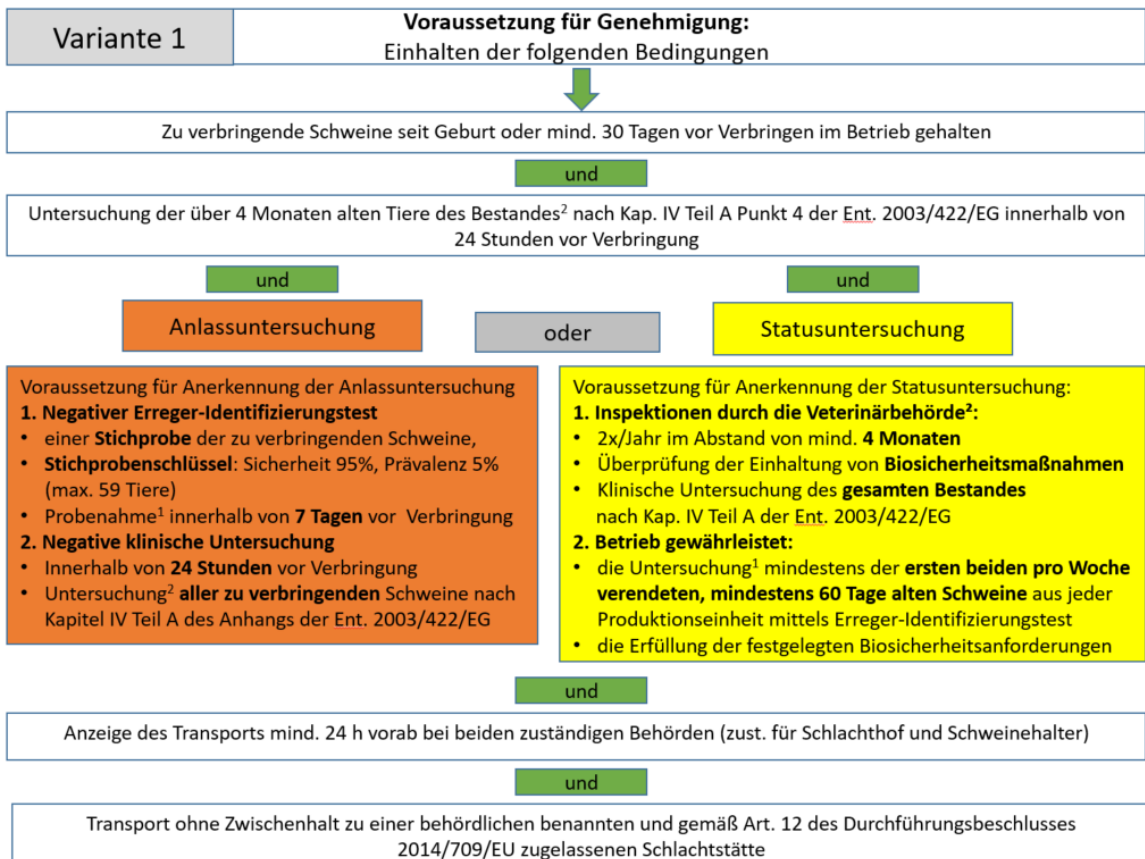 Variante 1
Voraussetzung für Genehmigung:
Einhalten der folgenden Bedingungen
Zu verbringende Schweine seit Geburt oder mind. 30 Tagen vor Verbringen im Betrieb gehalten
und
Untersuchung der über 4 Monaten alten Tiere des Bestandes² nach Kap. IV Teil A Punkt 4 der Ent. 2003/422/EG innerhalb von
24 Stunden vor Verbringung
und
und
Anlassuntersuchung
oder
Statusuntersuchung
Voraussetzung für Anerkennung der Anlassuntersuchung
1. Negativer Erreger-Identifizierungstest
• einer Stichprobe der zu verbringenden Schweine,
• Stichprobenschlüssel: Sicherheit 95%, Prävalenz 5%
(max. 59 Tiere)
• Probenahme¹ innerhalb von 7 Tagen vor Verbringung
2. Negative klinische Untersuchung
• Innerhalb von 24 Stunden vor Verbringung
• Untersuchung² aller zu verbringenden Schweine nach
Kapitel IV Teil A des Anhangs der Ent. 2003/422/EG
Voraussetzung für Anerkennung der Statusuntersuchung:
1. Inspektionen durch die Veterinärbehörde²:
• 2x/Jahr im Abstand von mind. 4 Monaten
• Überprüfung der Einhaltung von Biosicherheitsmaßnahmen
• Klinische Untersuchung des gesamten Bestandes
nach Kap. IV Teil A der Ent. 2003/422/EG
2. Betrieb gewährleistet:
• die Untersuchung¹ mindestens der ersten beiden pro Woche
verendeten, mindestens 60 Tage alten Schweine aus jeder
Produktionseinheit mittels Erreger-Identifizierungstest
• die Erfüllung der festgelegten Biosicherheitsanforderungen
und
Anzeige des Transports mind. 24 h vorab bei beiden zuständigen Behörden (zust. für Schlachthof und Schweinehalter)
und
Transport ohne Zwischenhalt zu einer behördlichen benannten und gemäß Art. 12 des Durchführungsbeschlusses
2014/709/EU zugelassenen Schlachtstätte